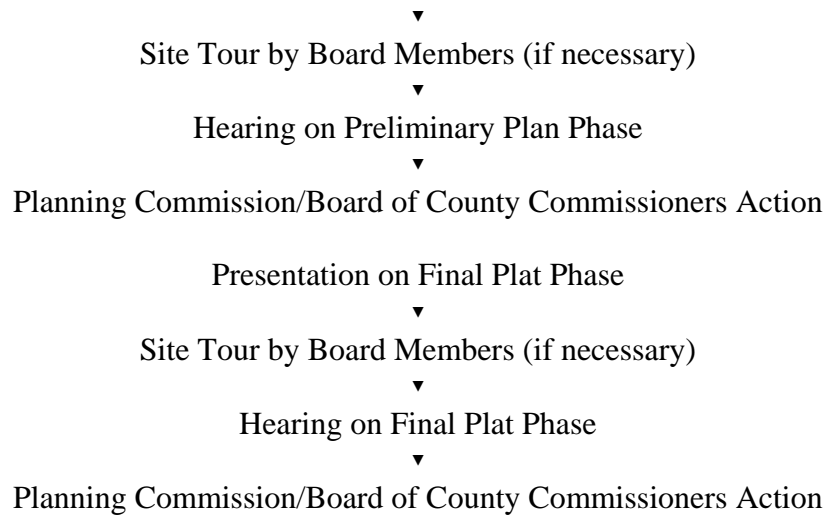 Site Tour by Board Members (if necessary)
Hearing on Preliminary Plan Phase
Planning Commission/Board of County Commissioners Action
Presentation on Final Plat Phase
Site Tour by Board Members (if necessary)
Hearing on Final Plat Phase
Planning Commission/Board of County Commissioners Action